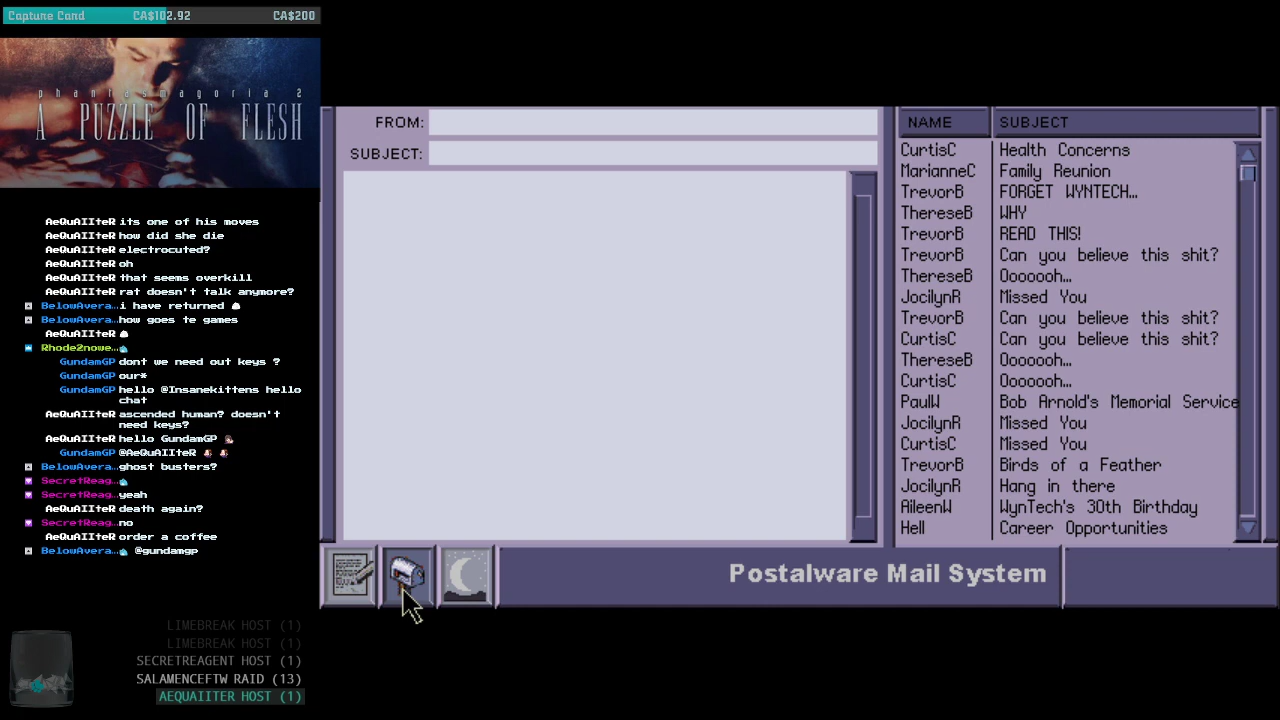 Captune Cand CA$102.92 CA$200
phantasmagoria 2
A PUZZLE OF FLESH
AeQuAIIteR its one of his moves
AeQuAIIteR how did she die
AeQuAIIteR electrocuted?
AeQuAIIteR oh
AeQuAIIteR that seems overkill
AeQuAIIteR rat doesn't talk anymore?
BelowAvera… i have returned
BelowAvera… how goes te games
AeQuAIIteR
Rhode2nowe…
GundamGP dont we need out keys ?
GundamGP our*
GundamGP hello @Insanekittens hello
chat
AeQuAIIteR ascended human? doesn't
need keys?
AeQuAIIteR hello GundamGP
GundamGP @AeQuAIIteR
BelowAvera… ghost busters?
SecretReag…
SecretReag… yeah
AeQuAIIteR death again?
SecretReag… no
AeQuAIIteR order a coffee
BelowAvera… @gundamgp
LIMEBREAK HOST (1)
LIMEBREAK HOST (1)
SECRETREAGENT HOST (1)
SALAMENCEFTW RAID (13)
AEQUAIITER HOST (1)
FROM:
SUBJECT:
NAME SUBJECT
CurtisC Health Concerns
MarianneC Family Reunion
TrevorB FORGET WYNTECH...
ThereseB WHY
TrevorB READ THIS!
TrevorB Can you believe this shit?
ThereseB Ooooooh...
JocilynR Missed You
TrevorB Can you believe this shit?
CurtisC Can you believe this shit?
ThereseB Ooooooh...
CurtisC Ooooooh...
PaulW Bob Arnold's Memorial Service
JocilynR Missed You
CurtisC Missed You
TrevorB Birds of a Feather
JocilynR Hang in there
AileenW WynTech's 30th Birthday
Hell Career Opportunities
Postalware Mail System